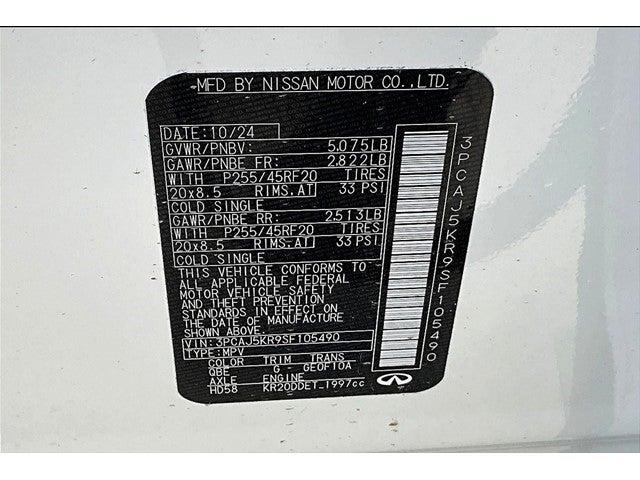 MFD BY NISSAN MOTOR CO.,LTD.
DATE:10/24
GVWR/PNBV: 5,075LB
GAWR/PNBE FR: 2,822LB
WITH P255/45RF20 TIRES
20x8.5 RIMS,AT 33 PSI
COLD SINGLE
GAWR/PNBE RR: 2,513LB
WITH P255/45RF20 TIRES
20x8.5 RIMS,AT 33 PSI
COLD SINGLE
THIS VEHICLE CONFORMS TO
ALL APPLICABLE FEDERAL
MOTOR VEHICLE SAFETY
AND THEFT PREVENTION
STANDARDS IN EFFECT ON
THE DATE OF MANUFACTURE
SHOWN ABOVE.
VIN:3PCAJ5KR9SF105490
TYPE:MPV
COLOR TRIM TRANS
QBE G - GEOF10A
AXLE ENGINE
HD58 KR20DDET 1997cc
3PCAJ5KR9SF105490